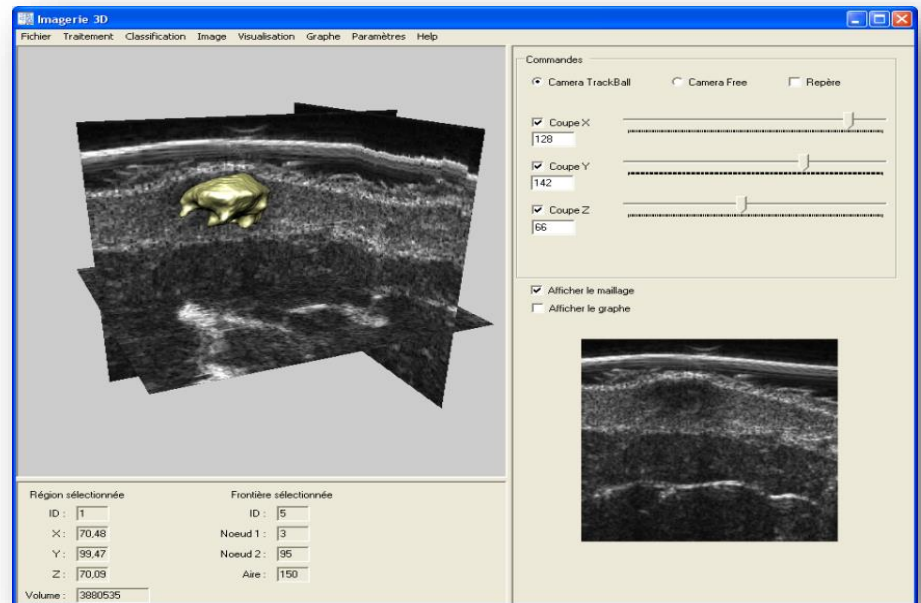 Imagerie 3D
Fichier Traitement Classification Image Visualisation Graphe Paramètres Help
Commandes
Camera TrackBall Camera Free Repère
Coupe X
128
Coupe Y
142
Coupe Z
66
Afficher le maillage
Afficher le graphe
Région sélectionnée Frontière sélectionnée
ID : 1 ID : 5
X : 70,48 Noeud 1 : 3
Y : 99,47 Noeud 2 : 95
Z : 70,09 Aire : 150
Volume : 3880535